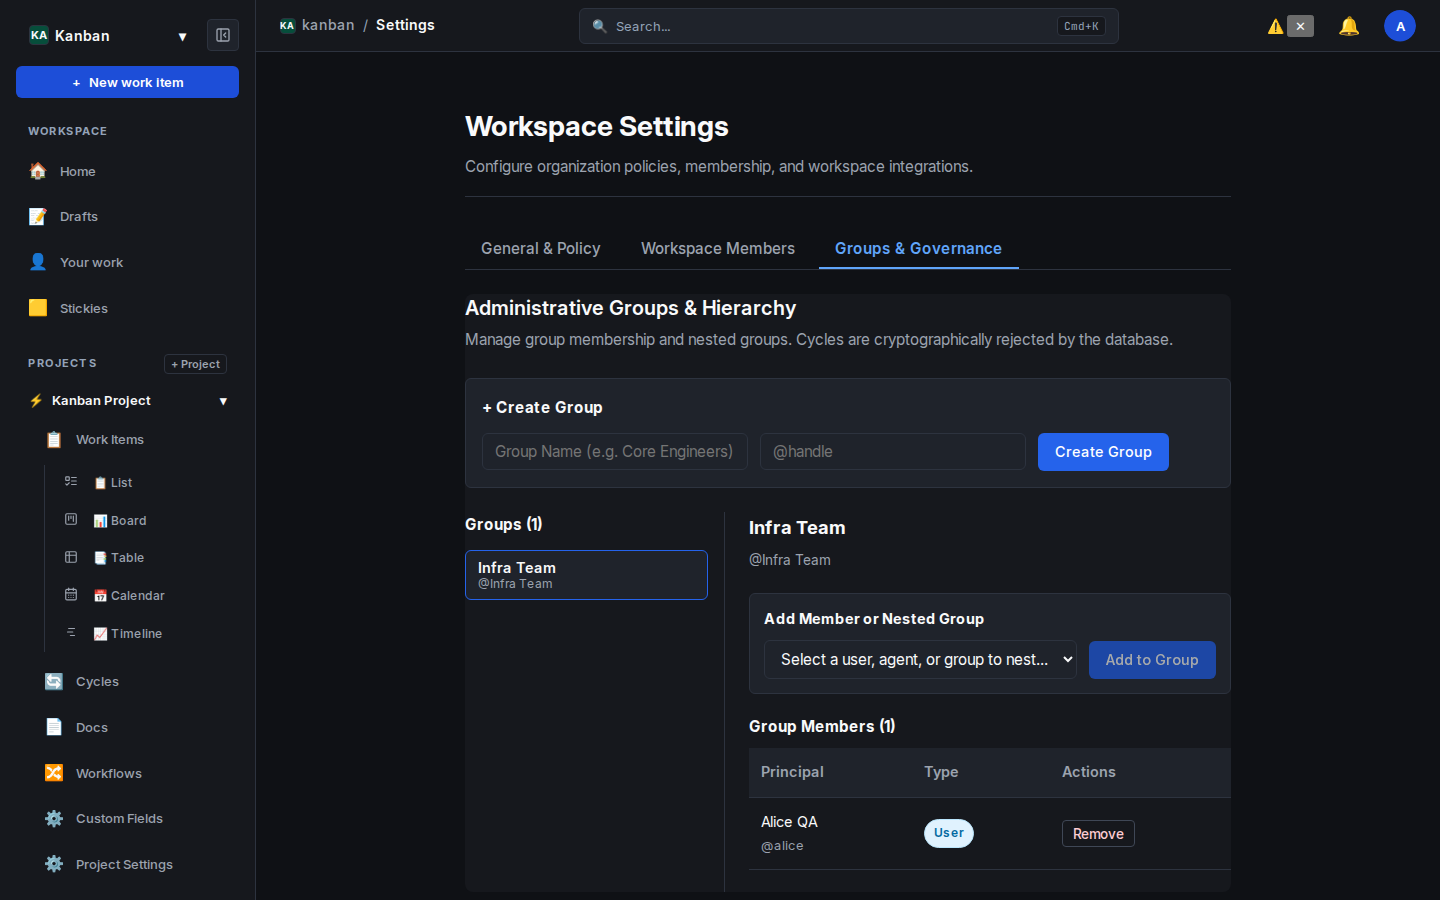 KA Kanban ▾
+ New work item
WORKSPACE
Home
Drafts
Your work
Stickies
PROJECTS
+ Project
Kanban Project ▾
Work Items
List
Board
Table
Calendar
Timeline
Cycles
Docs
Workflows
Custom Fields
Project Settings
KA kanban / Settings
Search...
Cmd+K
✕
A
Workspace Settings
Configure organization policies, membership, and workspace integrations.
General & Policy
Workspace Members
Groups & Governance
Administrative Groups & Hierarchy
Manage group membership and nested groups. Cycles are cryptographically rejected by the database.
+ Create Group
Group Name (e.g. Core Engineers)
@handle
Create Group
Groups (1)
Infra Team
@Infra Team
Infra Team
@Infra Team
Add Member or Nested Group
Select a user, agent, or group to nest...
Add to Group
Group Members (1)
Principal Type Actions
Alice QA
@alice
User
Remove